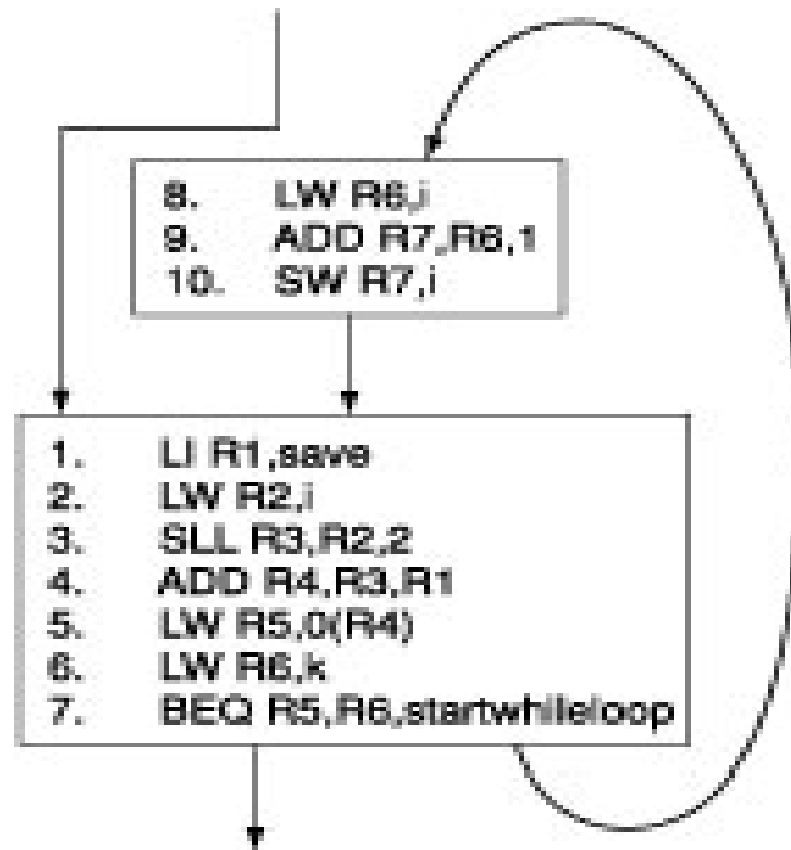 8. LW R6,i
9. ADD R7,R6,1
10. SW R7,i
1. LI R1,save
2. LW R2,i
3. SLL R3,R2,2
4. ADD R4,R3,R1
5. LW R5,0(R4)
6. LW R6,k
7. BEQ R5,R6,startwhileloop